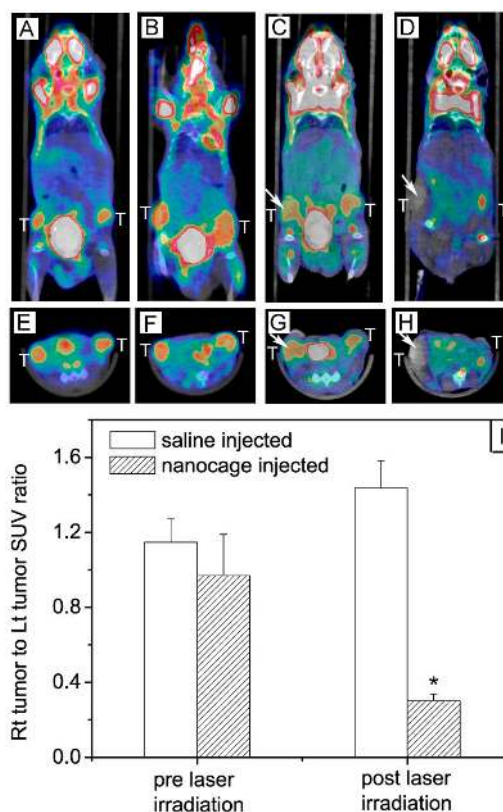 A B C D
T T T T T T T
E F G H
T T T T T T T T
I
saline injected
nanocage injected
Rt tumor to Lt tumor SUV ratio
1.6
1.2
0.8
0.4
0.0
*
pre laser
irradiation
post laser
irradiation